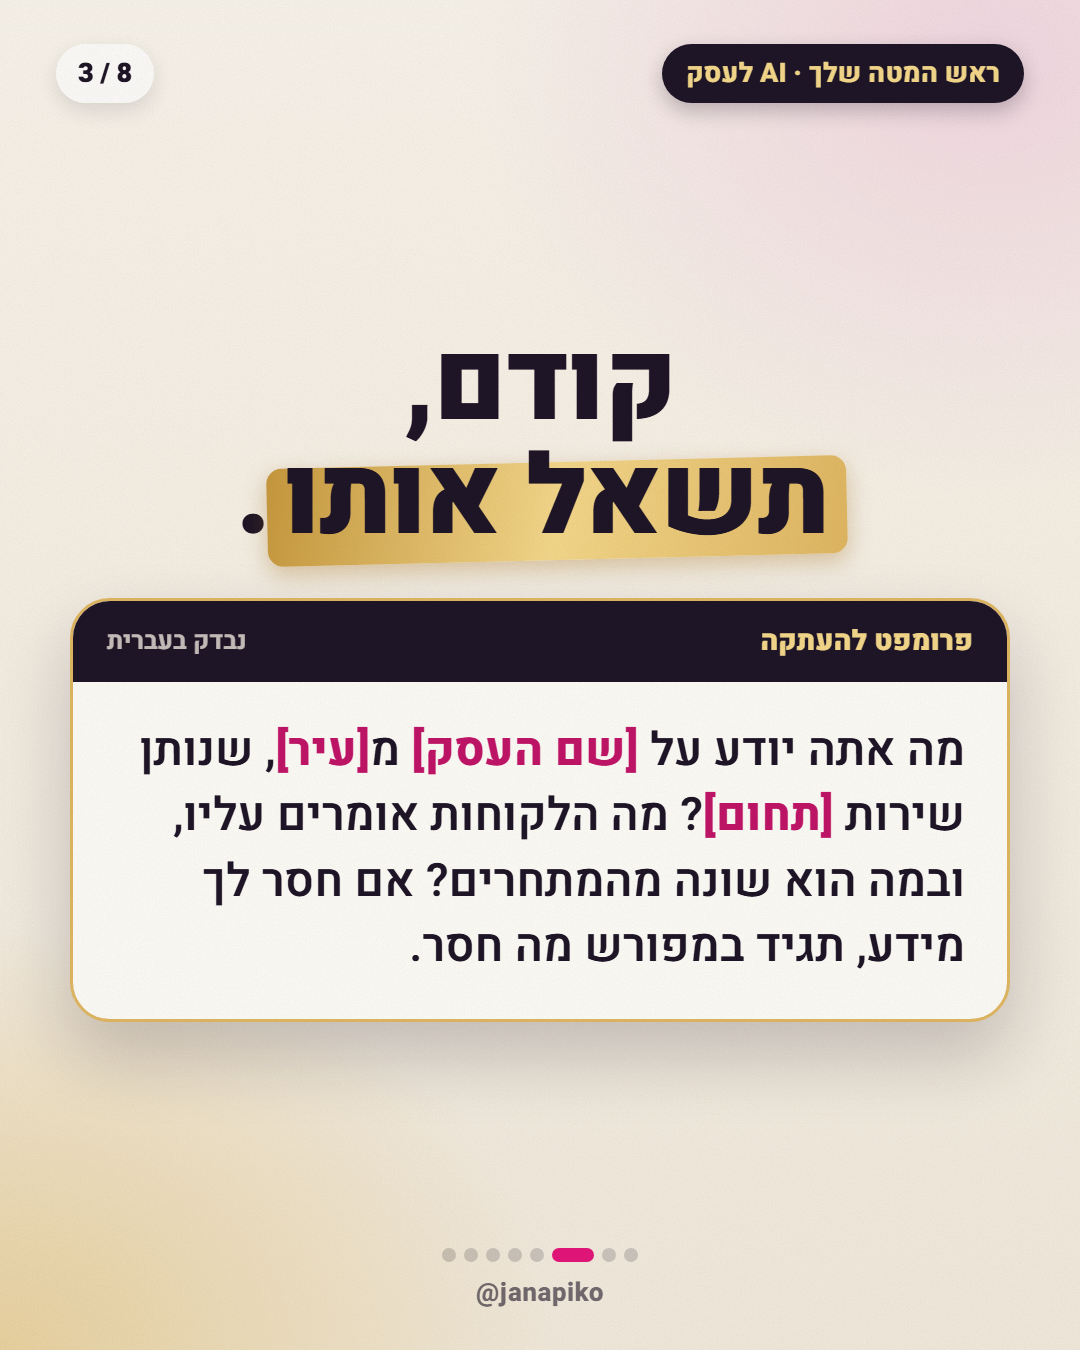 ראש המטה שלך · AI לעסק
3 / 8
קודם,
תשאל אותו.
פרומפט להעתקה
נבדק בעברית
מה אתה יודע על [שם העסק] מ[עיר], שנותן
שירות [תחום]? מה הלקוחות אומרים עליו,
ובמה הוא שונה מהמתחרים? אם חסר לך
מידע, תגיד במפורש מה חסר.
@janapiko